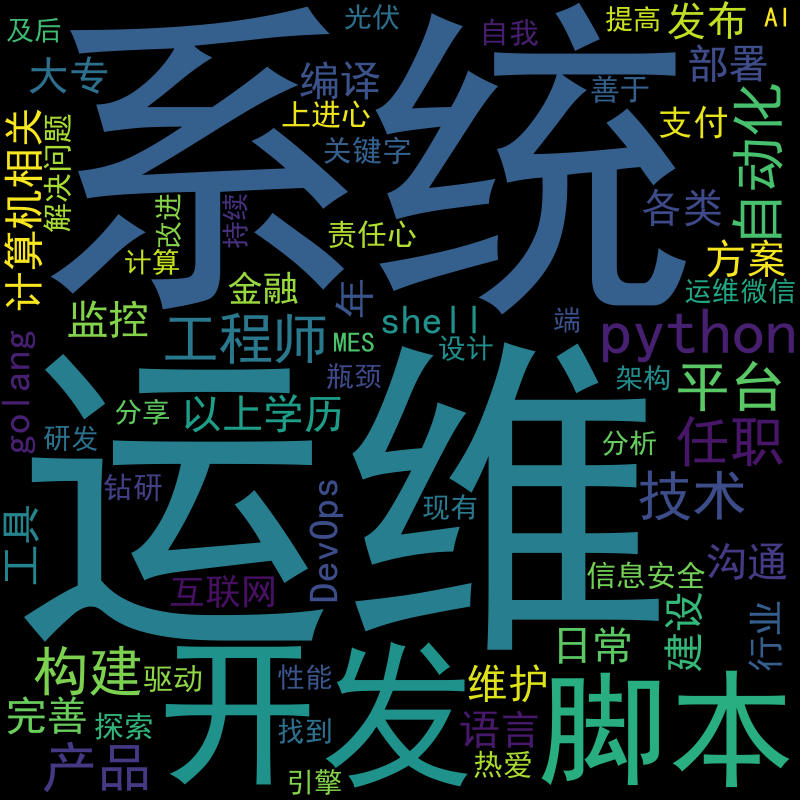 及后
光伏
自我
提高
发布
AI
大专
编译
系统
善于
部署
上进心
关键字
支付
自动化
计算机相关
解决问题
改进
持续
责任心
各类
计算
方案
金融
年
运维微信
监控
工程师
shell
MES
设计
端
python
golang
瓶颈
架构
平台
分享
以上学历
任职
研发
运维
分析
钻研
技术
工具
DevOps
现有
互联网
信息安全
沟通
日常
建设
行业
构建
驱动
性能
开发
维护
脚本
完善
探索
找到
语言
产品
引擎
热爱